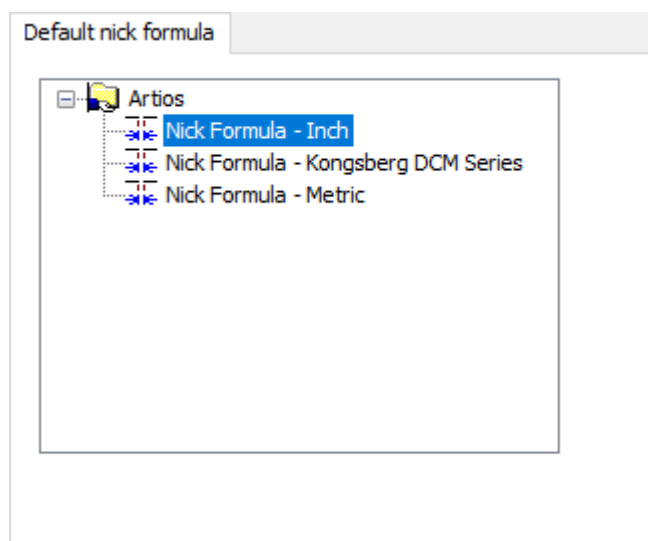 Default nick formula
Artios
Nick Formula - Inch
Nick Formula - Kongsberg DCM Series
Nick Formula - Metric